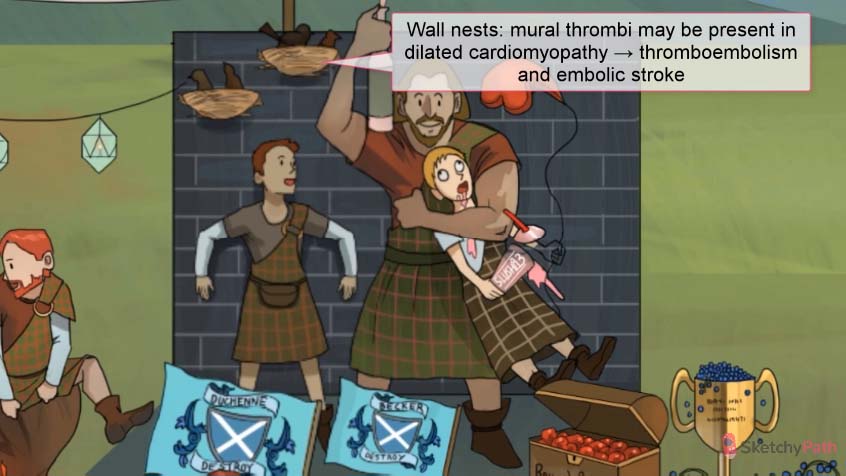 Wall nests: mural thrombi may be present in
dilated cardiomyopathy → thromboembolism
and embolic stroke
SLUSH
DUCHENNE
DESTROY
BECKER
DESTROY
SketchyPath